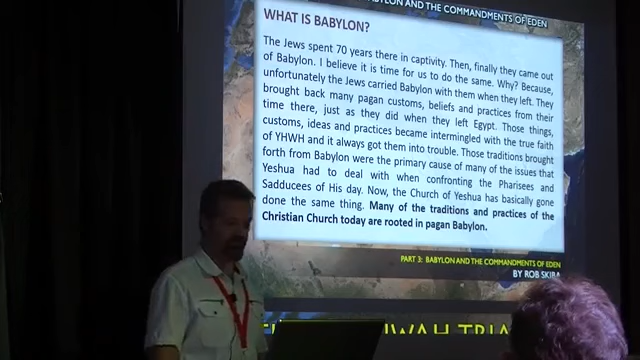 BYLON AND THE COMMANDMENTS OF EDEN
WHAT IS BABYLON?
The Jews spent 70 years there in captivity. Then, finally they came out
of Babylon. I believe it is time for us to do the same. Why? Because,
unfortunately the Jews carried Babylon with them when they left. They
brought back many pagan customs, beliefs and practices from their
time there, just as they did when they left Egypt. Those things,
customs, ideas and practices became intermingled with the true faith
of YHWH and it always got them into trouble. Those traditions brought
forth from Babylon were the primary cause of many of the issues that
Yeshua had to deal with when confronting the Pharisees and
Sadducees of His day. Now, the Church of Yeshua has basically gone
done the same thing. Many of the traditions and practices of the
Christian Church today are rooted in pagan Babylon.
PART 3: BABYLON AND THE COMMANDMENTS OF EDEN
BY ROB SKIBA